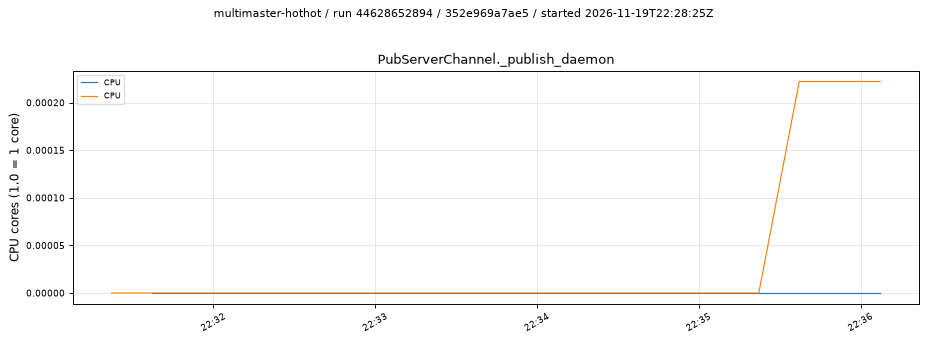 multimaster-hothot / run 44628652894 / 352e969a7ae5 / started 2026-11-19T22:28:25Z
PubServerChannel._publish_daemon
CPU
CPU
CPU cores (1.0 = 1 core)
0.00020
0.00015
0.00010
0.00005
0.00000
22:32
22:33
22:34
22:35
22:36